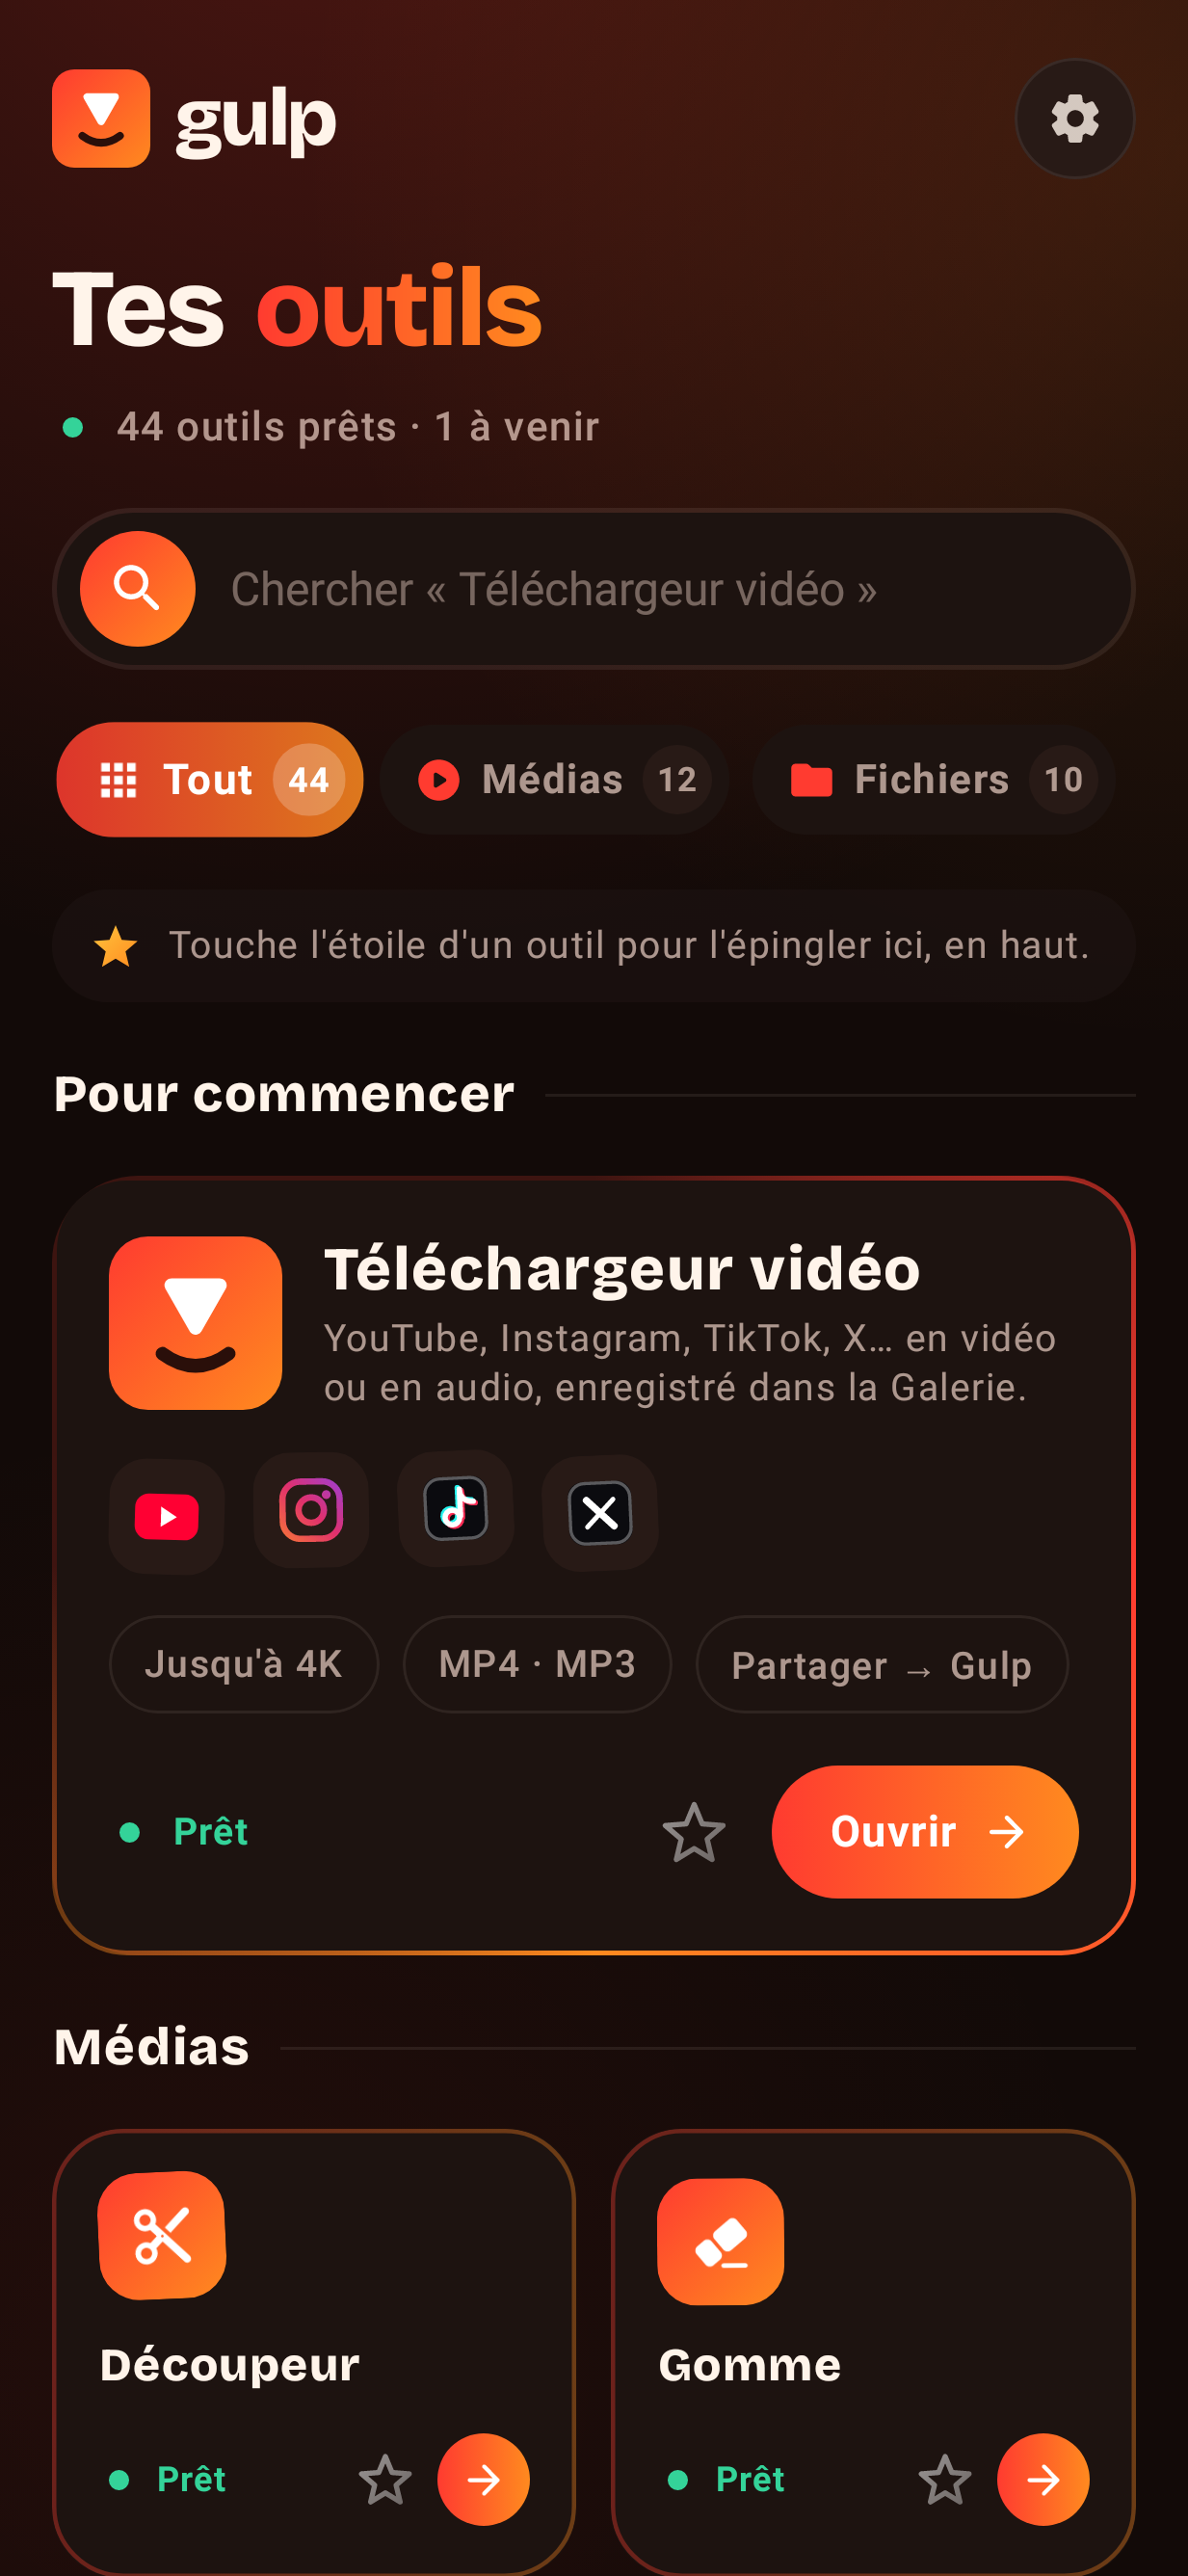 gulp
Tes outils
44 outils prêts · 1 à venir
Chercher « Téléchargeur vidéo »
Tout 44 Médias 12 Fichiers 10
Touche l'étoile d'un outil pour l'épingler ici, en haut.
Pour commencer
Téléchargeur vidéo
YouTube, Instagram, TikTok, X… en vidéo
ou en audio, enregistré dans la Galerie.
Jusqu'à 4K MP4 · MP3 Partager → Gulp
Prêt Ouvrir →
Médias
Découpeur Gomme
Prêt Prêt